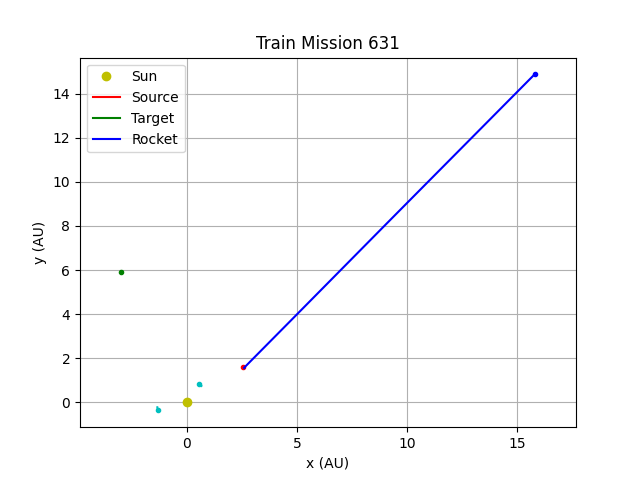 Train Mission 631
Sun
Source
Target
Rocket
14
12
10
8
6
4
2
0
y (AU)
0 5 10 15
x (AU)